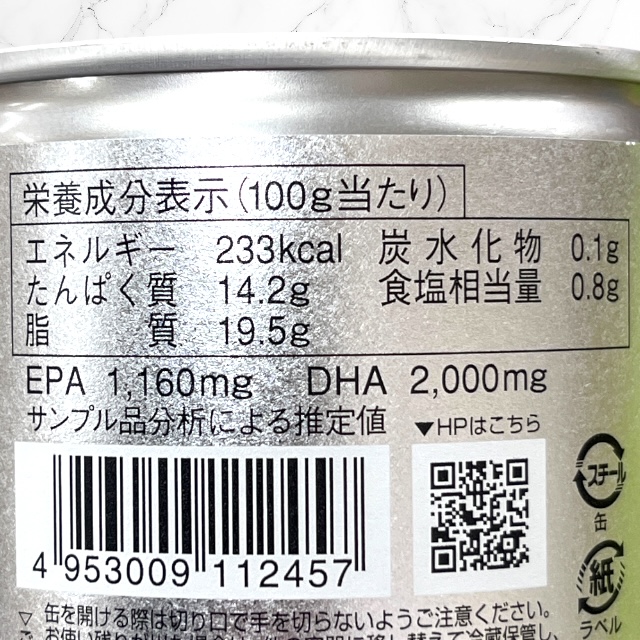 栄養成分表示(100g当たり)
エネルギー 233kcal 炭水化物 0.1g
たんぱく質 14.2g 食塩相当量 0.8g
脂質 19.5g
EPA 1,160mg DHA 2,000mg
サンプル品分析による推定値 ▼HPはこちら
スチール
缶
4 953009 112457
紙
ラベル
▽缶を開ける際は切り口で手を切らないようご注意ください。